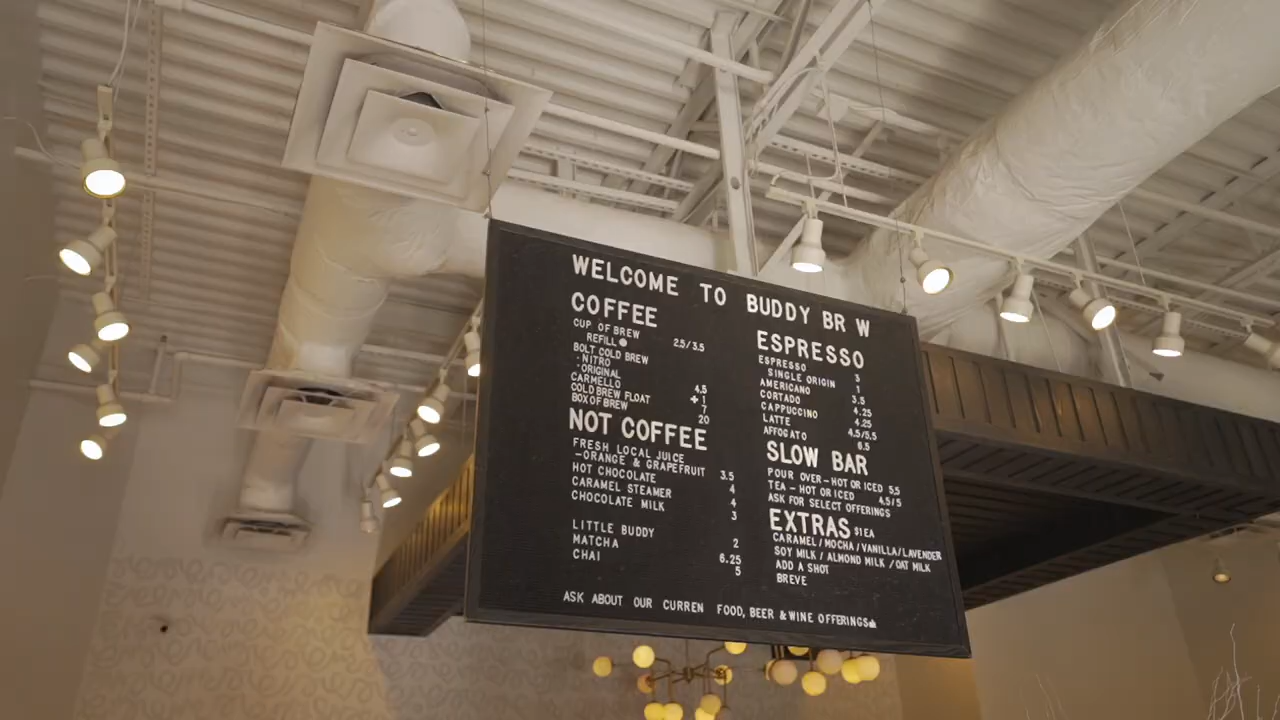 WELCOME TO BUDDY BR W
COFFEE
CUP OF BREW 2.5/3.5
REFILL
BOLT COLD BREW
·NITRO
·ORIGINAL
CARMELLO 4.5
COLD BREW FLOAT +1
BOX OF BREW 7
20
NOT COFFEE
FRESH LOCAL JUICE
-ORANGE & GRAPEFRUIT 3.5
HOT CHOCOLATE 4
CARAMEL STEAMER 4
CHOCOLATE MILK 3
LITTLE BUDDY 2
MATCHA 6.25
CHAI 5
ESPRESSO
ESPRESSO 3
SINGLE ORIGIN 1
AMERICANO 3.5
CORTADO 4.25
CAPPUCCINO 4.25
LATTE 4.5/5.5
AFFOGATO 6.5
SLOW BAR
POUR OVER - HOT OR ICED 5.5
TEA - HOT OR ICED 4.5/5
ASK FOR SELECT OFFERINGS
EXTRAS $1 EA
CARAMEL/MOCHA/VANILLA/LAVENDER
SOY MILK / ALMOND MILK / OAT MILK
ADD A SHOT
BREVE
ASK ABOUT OUR CURREN FOOD, BEER & WINE OFFERINGS